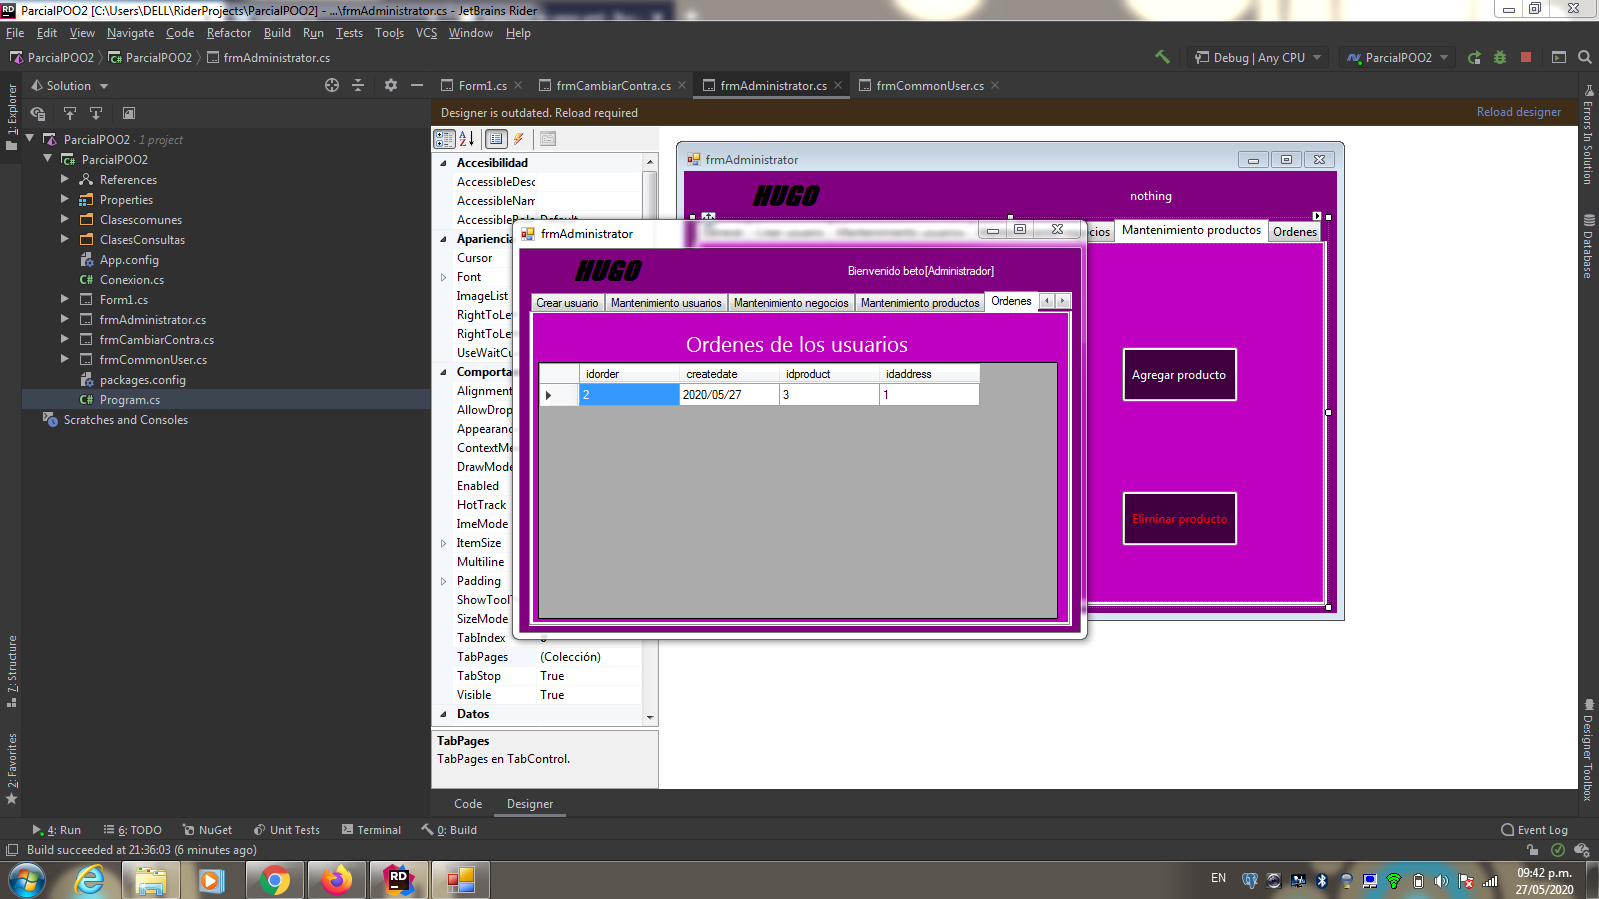 ParcialPOO2 [C:\Users\DELL\RiderProjects\ParcialPOO2] - ...\frmAdministrator.cs - JetBrains Rider
File Edit View Navigate Code Refactor Build Run Tests Tools VCS Window Help
ParcialPOO2 ParcialPOO2 frmAdministrator.cs
Debug | Any CPU ParcialPOO2
Solution
Form1.cs frmCambiarContra.cs frmAdministrator.cs frmCommonUser.cs
Designer is outdated. Reload required Reload designer
1: Explorer
ParcialPOO2 · 1 project
ParcialPOO2
References
Properties
Clasescomunes
ClasesConsultas
App.config
Conexion.cs
Form1.cs
frmAdministrator.cs
frmCambiarContra.cs
frmCommonUser.cs
packages.config
Program.cs
Scratches and Consoles
7: Structure
2: Favorites
Accesibilidad
AccessibleDesc
AccessibleNam
AccessibleRole Default
Apariencia
Cursor
Font
ImageList
RightToLe
RightToLe
UseWaitCu
Comporta
Alignment
AllowDrop
Appearanc
ContextMe
DrawMode
Enabled
HotTrack
ImeMode
ItemSize
Multiline
Padding
ShowToolT
SizeMode
TabIndex
TabPages (Colección)
TabStop True
Visible True
Datos
TabPages
TabPages en TabControl.
frmAdministrator
HUGO nothing
cios Mantenimiento productos Ordenes
Agregar producto
Eliminar producto
frmAdministrator
HUGO Bienvenido beto[Administrador]
Crear usuario Mantenimiento usuarios Mantenimiento negocios Mantenimiento productos Ordenes
Ordenes de los usuarios
idorder createdate idproduct idaddress
2 2020/05/27 3 1
Errors In Solution
Database
Designer Toolbox
Code Designer
4: Run 6: TODO NuGet Unit Tests Terminal 0: Build Event Log
Build succeeded at 21:36:03 (6 minutes ago)
EN
09:42 p.m.
27/05/2020